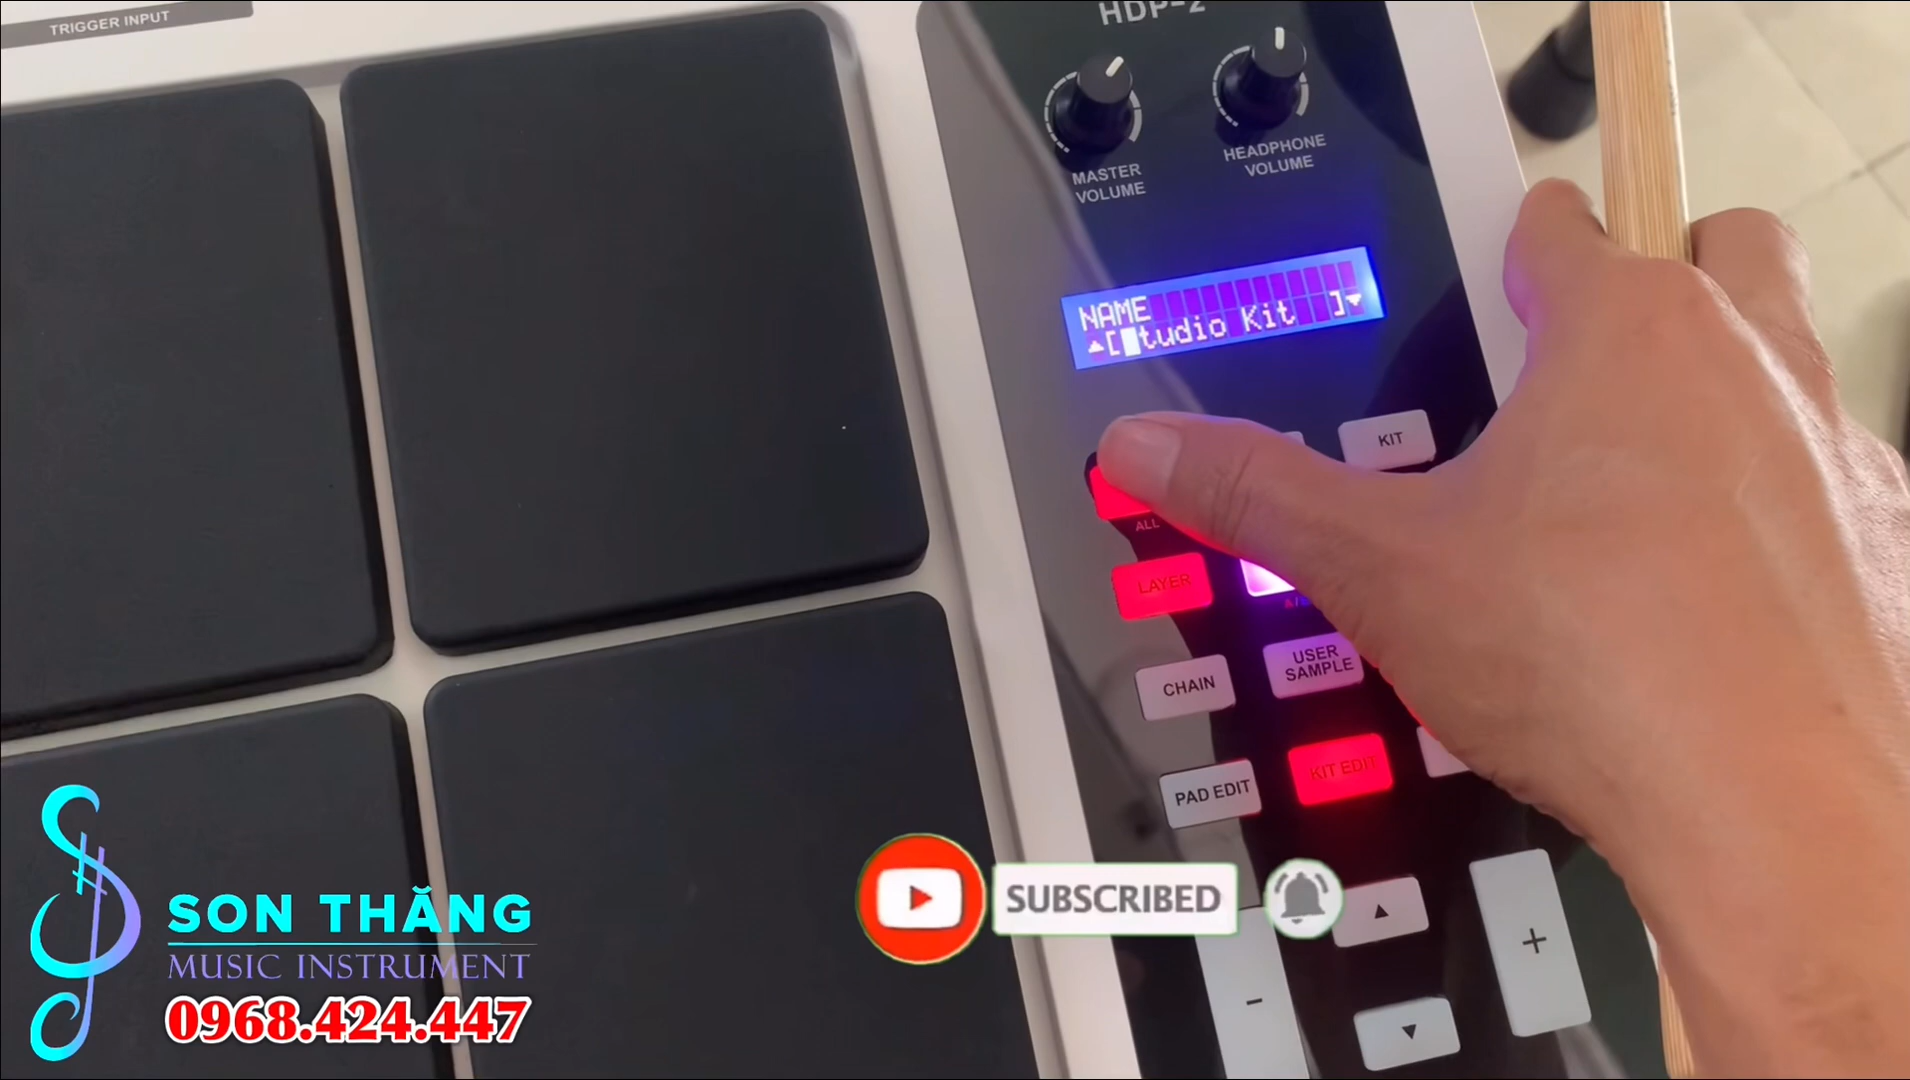 TRIGGER INPUT
HDP-2
MASTER
VOLUME
HEADPHONE
VOLUME
NAME
[ tudio Kit ]
KIT
ALL
LAYER
CHAIN
USER
SAMPLE
PAD EDIT
KIT EDIT
+
-
SUBSCRIBED
SON THĂNG
MUSIC INSTRUMENT
0968.424.447